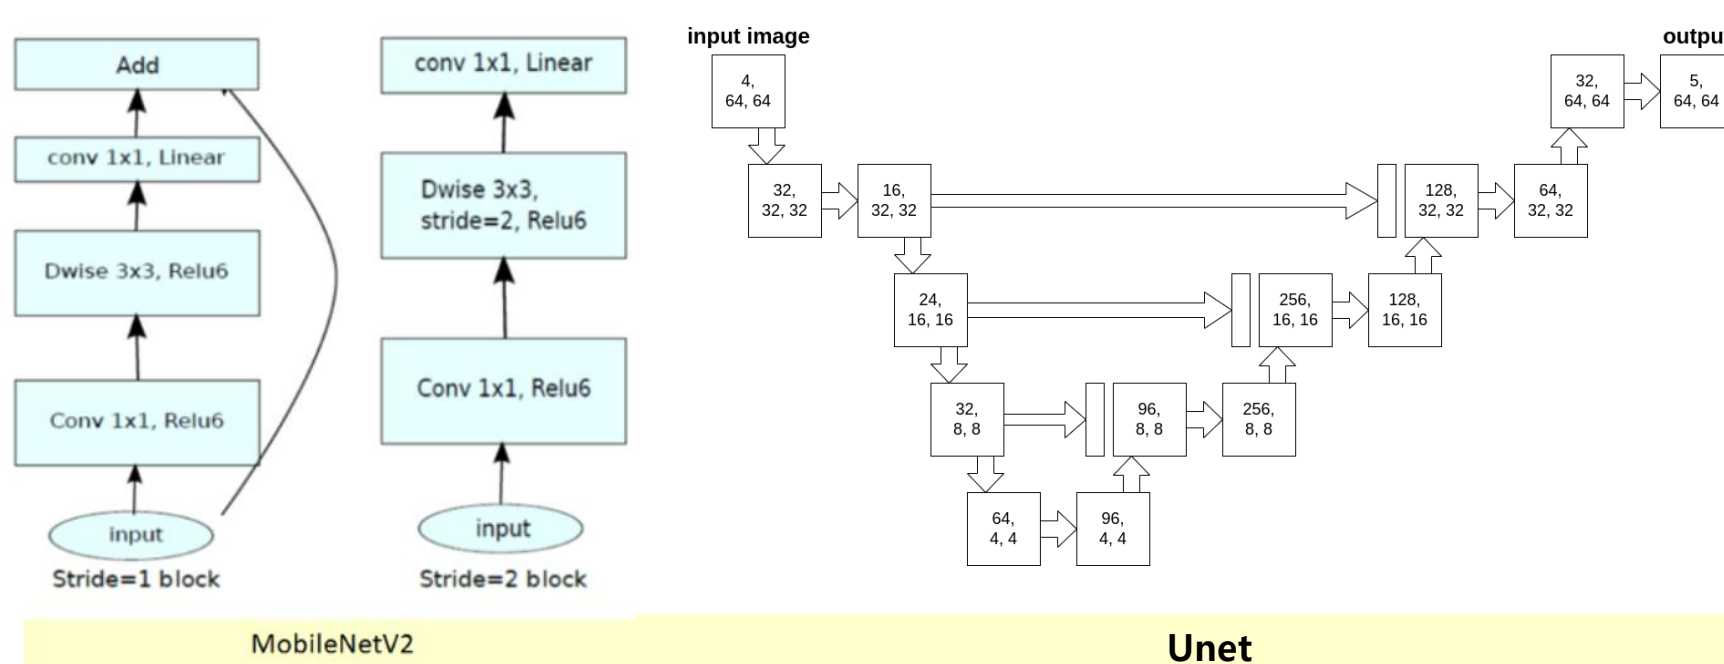 Add
conv 1x1, Linear
Dwise 3x3, Relu6
Conv 1x1, Relu6
input
Stride=1 block
conv 1x1, Linear
Dwise 3x3,
stride=2, Relu6
Conv 1x1, Relu6
input
Stride=2 block
MobileNetV2
input image
4,
64, 64
32,
32, 32
16,
32, 32
24,
16, 16
32,
8, 8
64,
4, 4
96,
4, 4
96,
8, 8
256,
8, 8
256,
16, 16
128,
16, 16
128,
32, 32
64,
32, 32
32,
64, 64
outpu
5,
64, 64
Unet